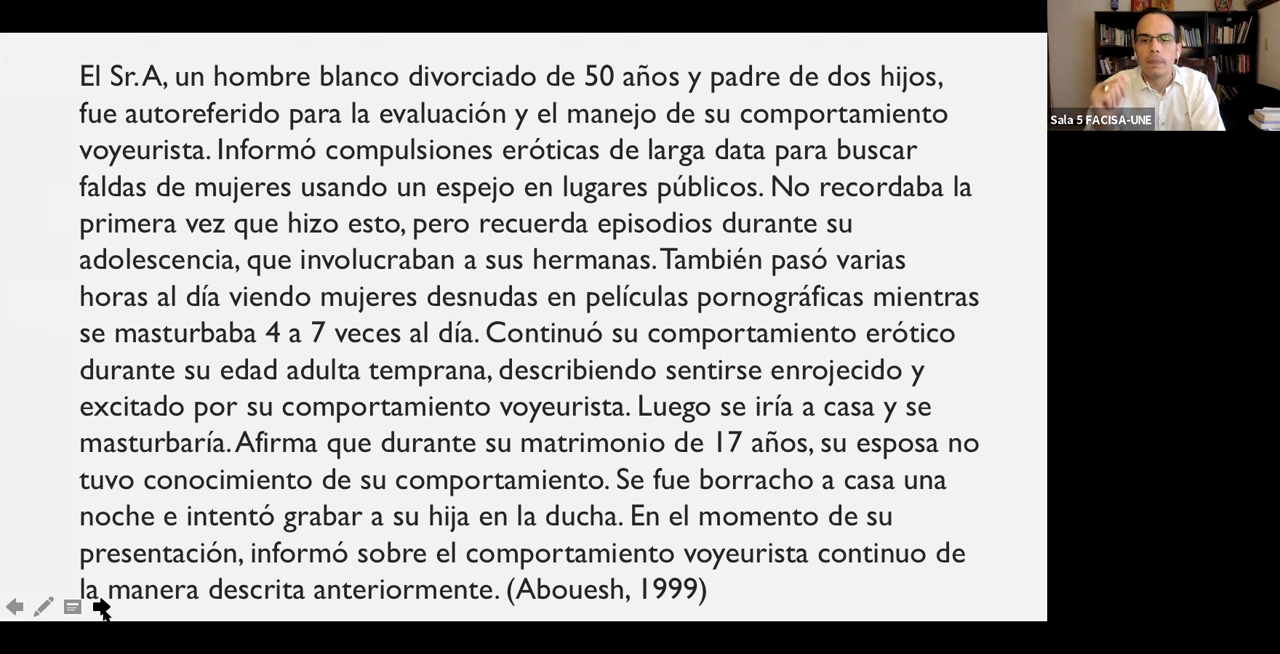 El Sr. A, un hombre blanco divorciado de 50 años y padre de dos hijos,
fue autoreferido para la evaluación y el manejo de su comportamiento
voyeurista. Informó compulsiones eróticas de larga data para buscar
faldas de mujeres usando un espejo en lugares públicos. No recordaba la
primera vez que hizo esto, pero recuerda episodios durante su
adolescencia, que involucraban a sus hermanas. También pasó varias
horas al día viendo mujeres desnudas en películas pornográficas mientras
se masturbaba 4 a 7 veces al día. Continuó su comportamiento erótico
durante su edad adulta temprana, describiendo sentirse enrojecido y
excitado por su comportamiento voyeurista. Luego se iría a casa y se
masturbaría. Afirma que durante su matrimonio de 17 años, su esposa no
tuvo conocimiento de su comportamiento. Se fue borracho a casa una
noche e intentó grabar a su hija en la ducha. En el momento de su
presentación, informó sobre el comportamiento voyeurista continuo de
la manera descrita anteriormente. (Abouesh, 1999)
Sala 5 FACISA-UNE